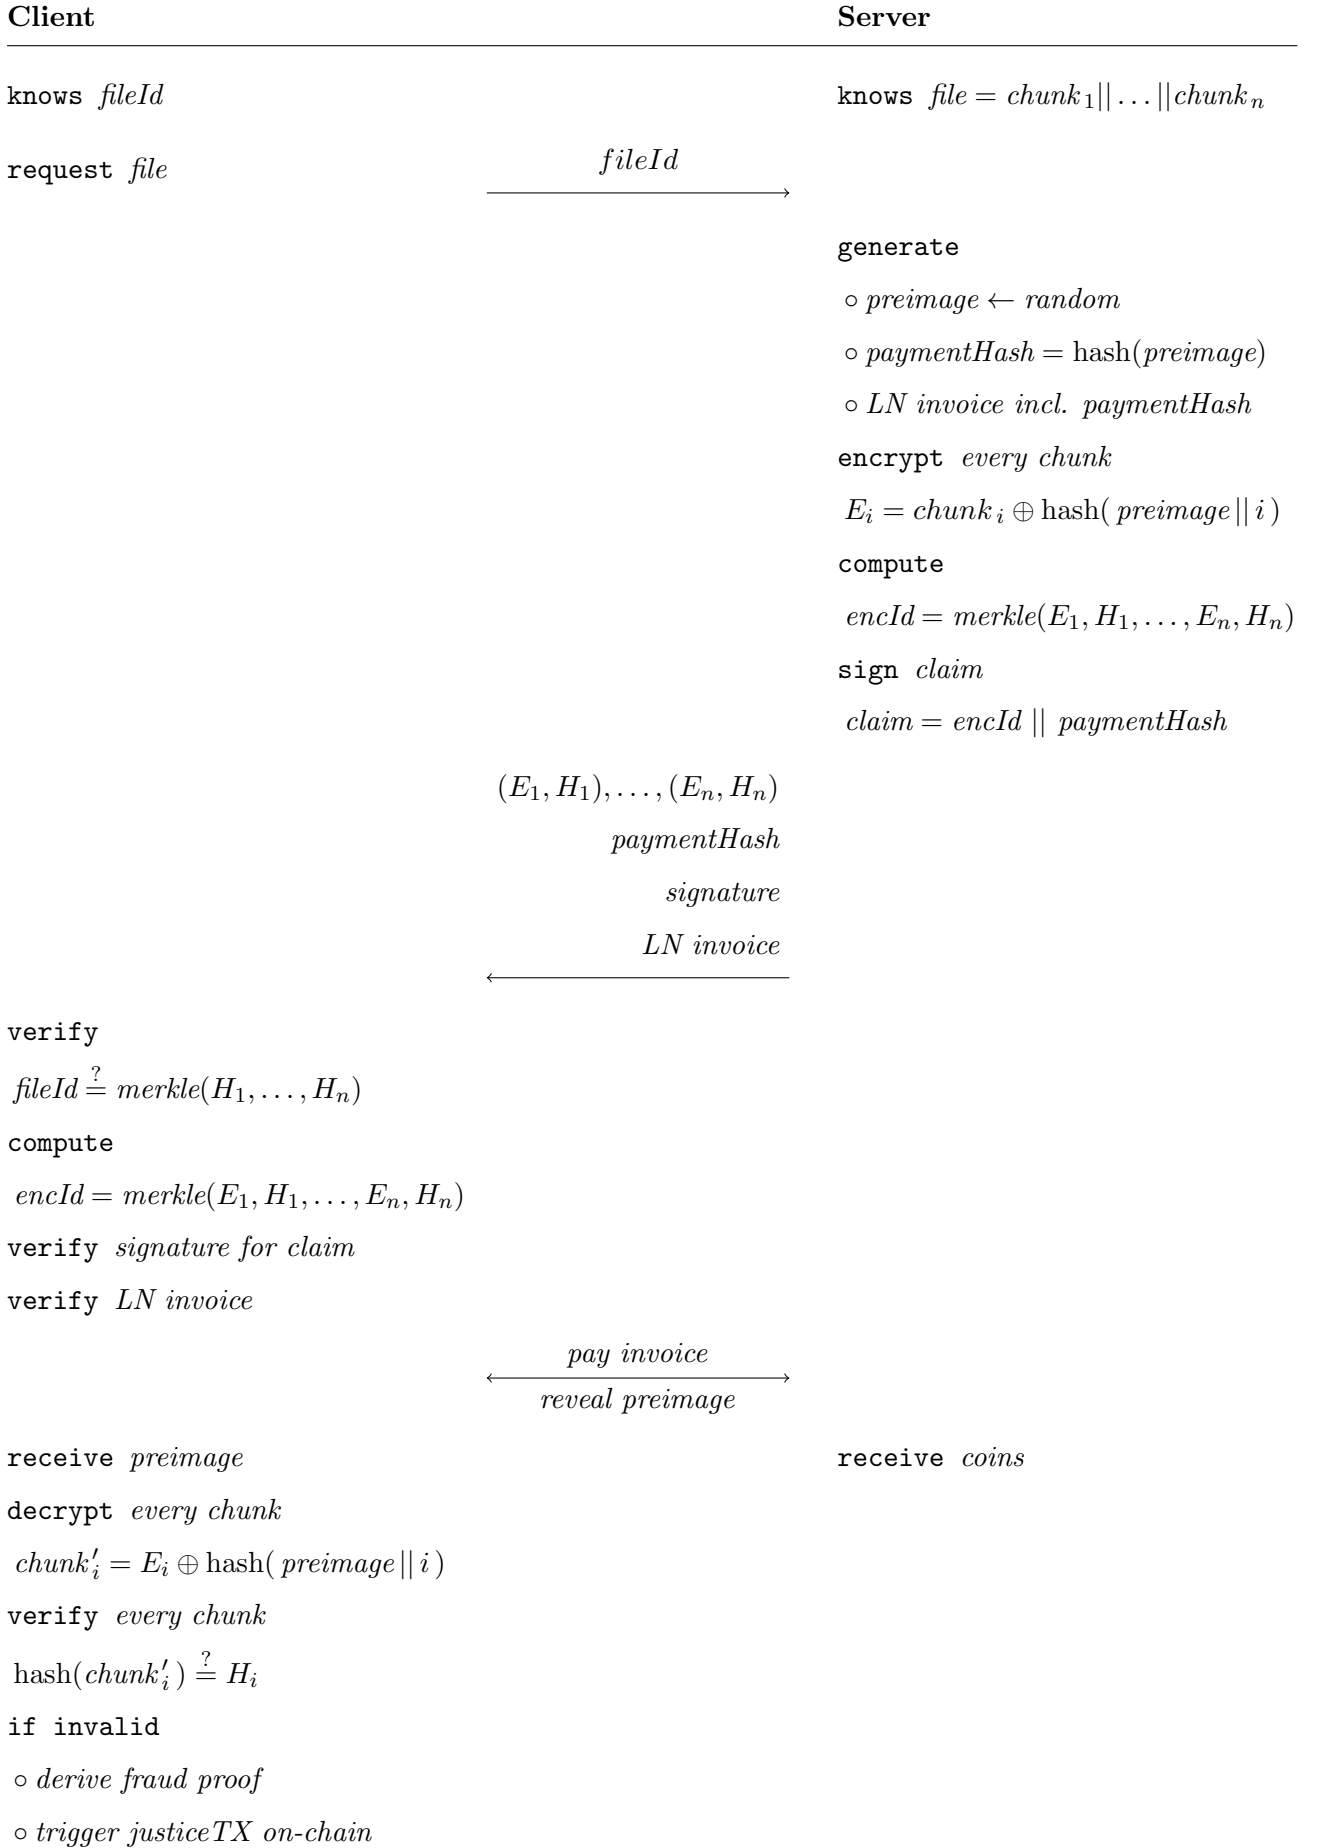 Client Server
knows fileId knows file = chunk₁|| . . . ||chunkₙ
request file fileId
generate
◦ preimage ← random
◦ paymentHash = hash(preimage)
◦ LN invoice incl. paymentHash
encrypt every chunk
Eᵢ = chunk ᵢ ⊕ hash( preimage || i )
compute
encId = merkle(E₁, H₁, . . . , Eₙ, Hₙ)
sign claim
claim = encId || paymentHash
(E₁, H₁), . . . , (Eₙ, Hₙ)
paymentHash
signature
LN invoice
verify
fileId ≟ merkle(H₁, . . . , Hₙ)
compute
encId = merkle(E₁, H₁, . . . , Eₙ, Hₙ)
verify signature for claim
verify LN invoice
pay invoice
reveal preimage
receive preimage receive coins
decrypt every chunk
chunk′ᵢ = Eᵢ ⊕ hash( preimage || i )
verify every chunk
hash(chunk′ᵢ) ≟ Hᵢ
if invalid
◦ derive fraud proof
◦ trigger justiceTX on-chain